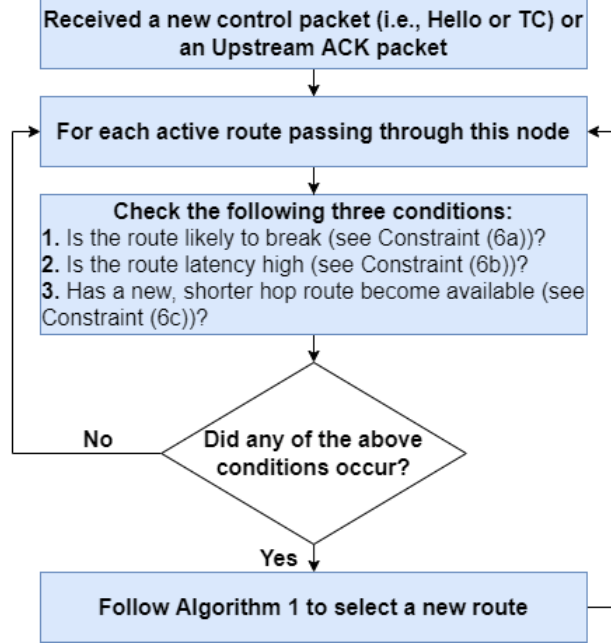 Received a new control packet (i.e., Hello or TC) or
an Upstream ACK packet
For each active route passing through this node
Check the following three conditions:
1. Is the route likely to break (see Constraint (6a))?
2. Is the route latency high (see Constraint (6b))?
3. Has a new, shorter hop route become available (see
Constraint (6c))?
No
Did any of the above
conditions occur?
Yes
Follow Algorithm 1 to select a new route